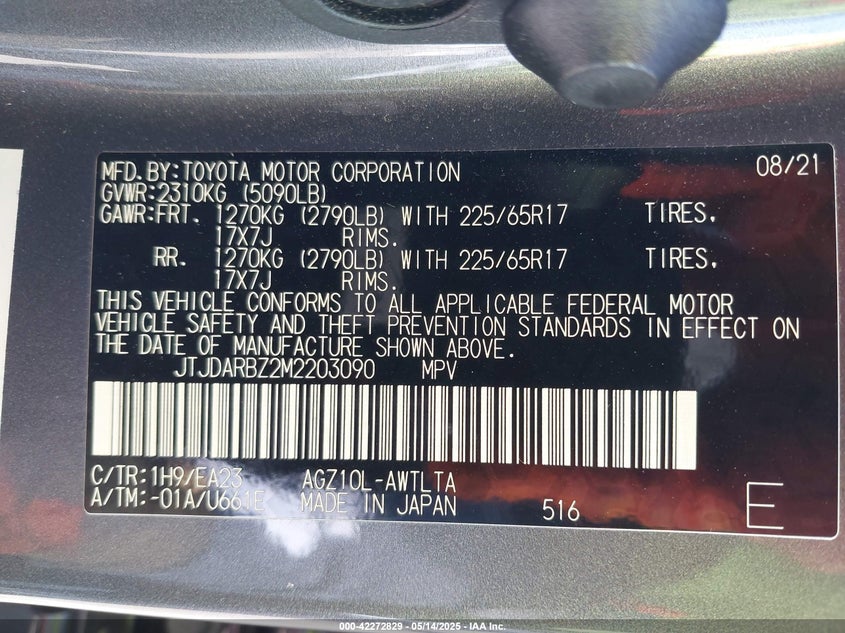 MFD.BY:TOYOTA MOTOR CORPORATION 08/21
GVWR:2310KG (5090LB)
GAWR:FRT. 1270KG (2790LB) WITH 225/65R17 TIRES.
17X7J RIMS.
RR. 1270KG (2790LB) WITH 225/65R17 TIRES.
17X7J RIMS.
THIS VEHICLE CONFORMS TO ALL APPLICABLE FEDERAL MOTOR
VEHICLE SAFETY AND THEFT PREVENTION STANDARDS IN EFFECT ON
THE DATE OF MANUFACTURE SHOWN ABOVE.
JTJDARBZ2M2203090 MPV
C/TR:1H9/EA23 AGZ10L-AWTLTA
A/TM:-01A/U661E MADE IN JAPAN 516 E
000-42272829 - 05/14/2025 - IAA Inc.